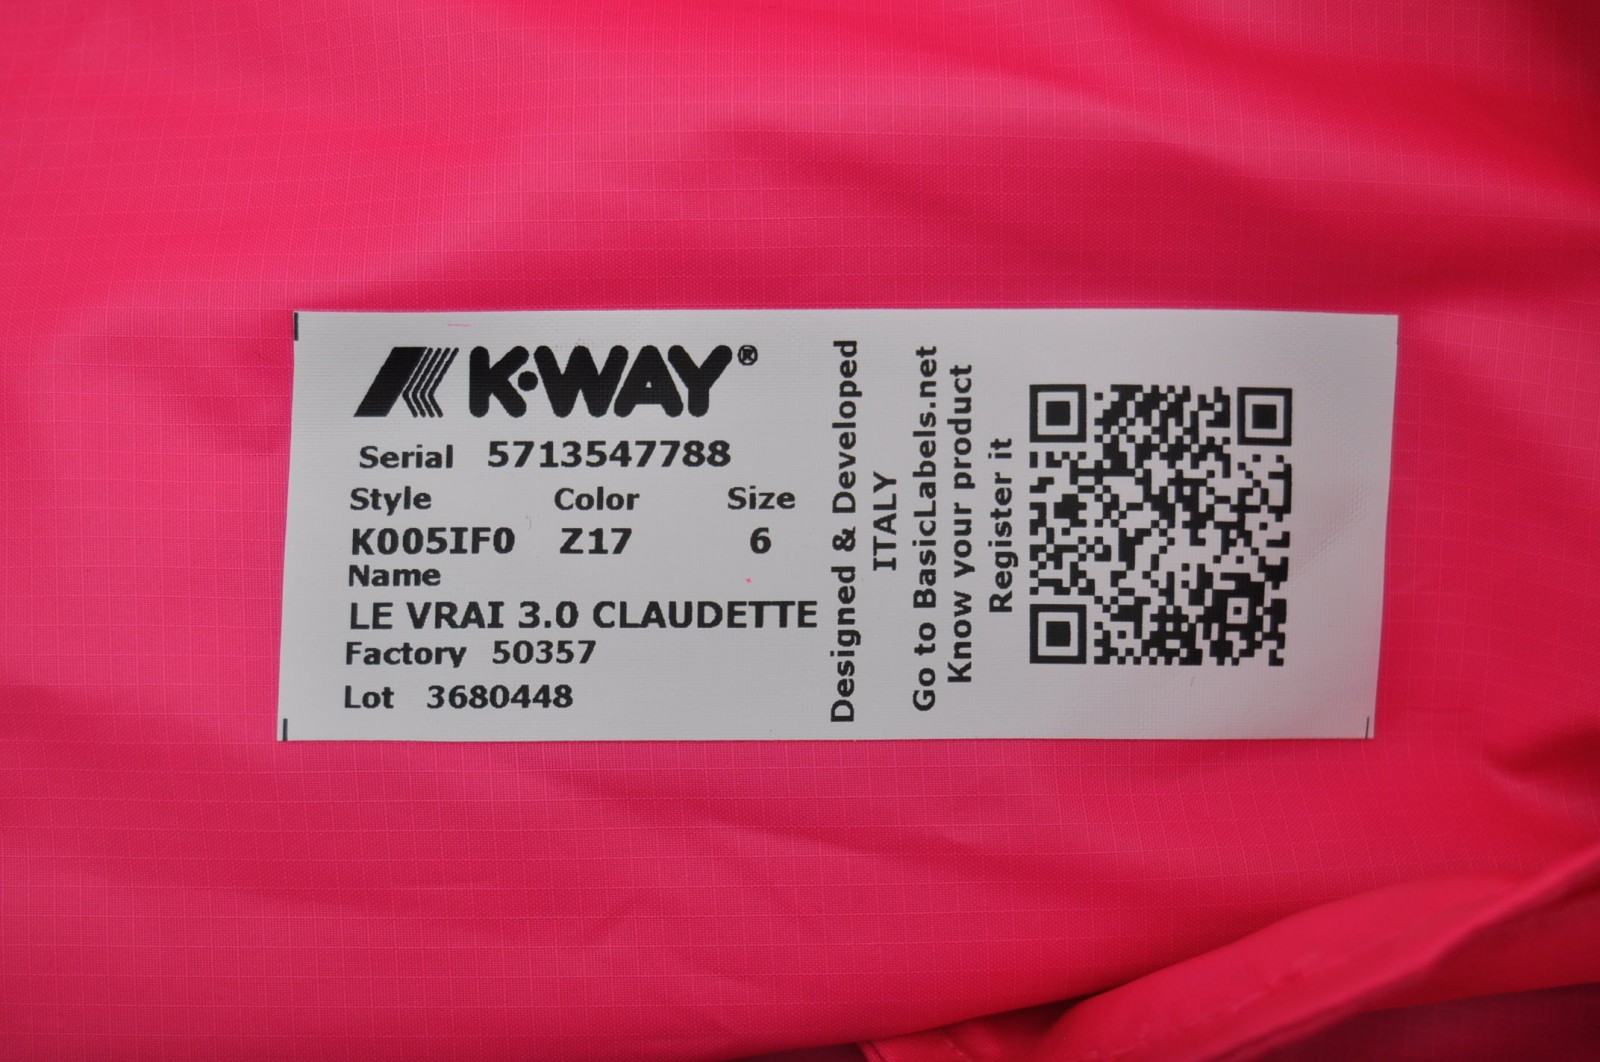 K·WAY®
Serial 5713547788
Style Color Size
K005IF0 Z17 6
Name
LE VRAI 3.0 CLAUDETTE
Factory 50357
Lot 3680448
Designed & Developed
ITALY
Go to BasicLabels.net
Know your product
Register it